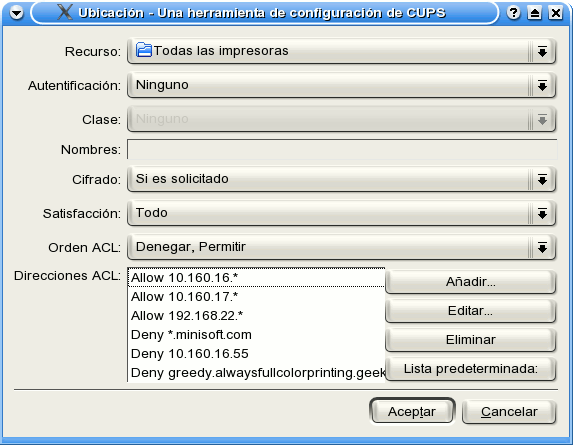 Ubicación - Una herramienta de configuración de CUPS
Recurso: Todas las impresoras
Autentificación: Ninguno
Clase: Ninguno
Nombres:
Cifrado: Si es solicitado
Satisfacción: Todo
Orden ACL: Denegar, Permitir
Direcciones ACL: Allow 10.160.16.*
Allow 10.160.17.*
Allow 192.168.22.*
Deny *.minisoft.com
Deny 10.160.16.55
Deny greedy.alwaysfullcolorprinting.geek
Añadir...
Editar...
Eliminar
Lista predeterminada:
Aceptar
Cancelar